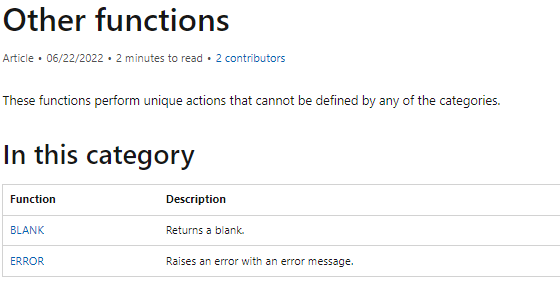 Other functions
Article • 06/22/2022 • 2 minutes to read • 2 contributors
These functions perform unique actions that cannot be defined by any of the categories.
In this category
Function Description
BLANK Returns a blank.
ERROR Raises an error with an error message.